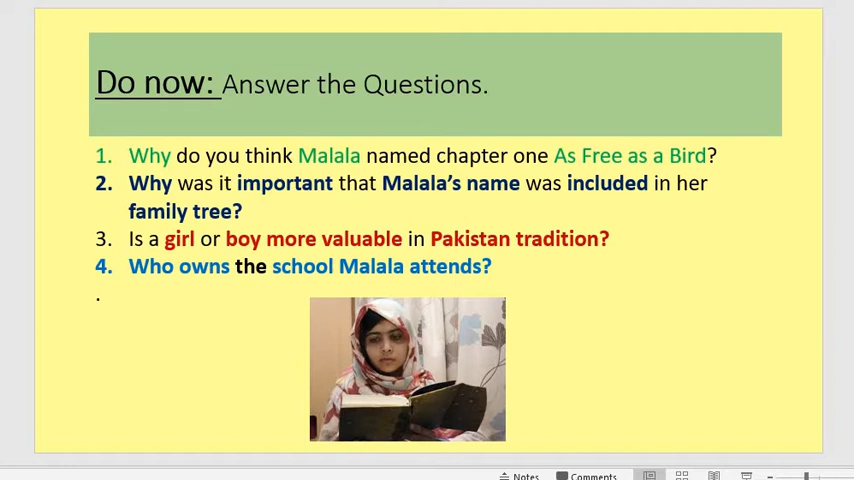 Do now: Answer the Questions.
1. Why do you think Malala named chapter one As Free as a Bird?
2. Why was it important that Malala’s name was included in her
family tree?
3. Is a girl or boy more valuable in Pakistan tradition?
4. Who owns the school Malala attends?
.
Notes Comments